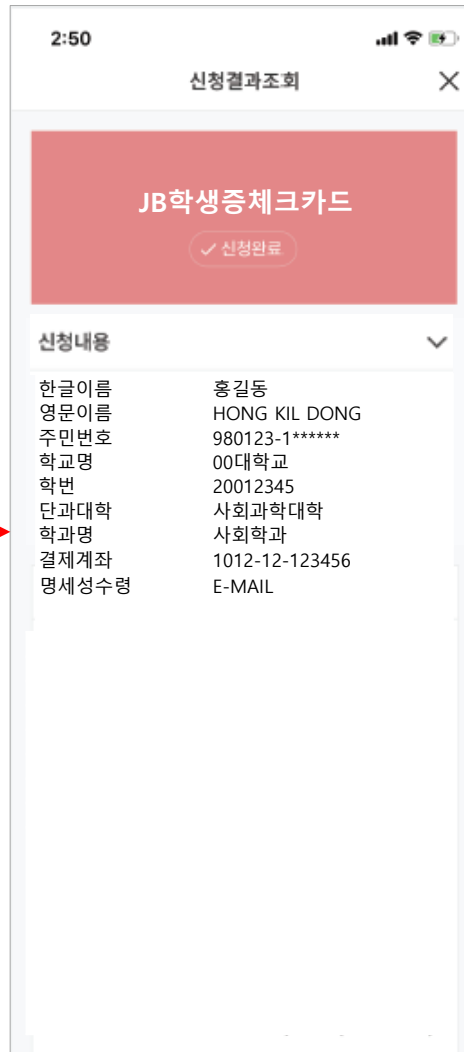 2:50
신청결과조회
JB학생증체크카드
신청완료
신청내용
한글이름 홍길동
영문이름 HONG KIL DONG
주민번호 980123-1******
학교명 00대학교
학번 20012345
단과대학 사회과학대학
학과명 사회학과
결제계좌 1012-12-123456
명세성수령 E-MAIL